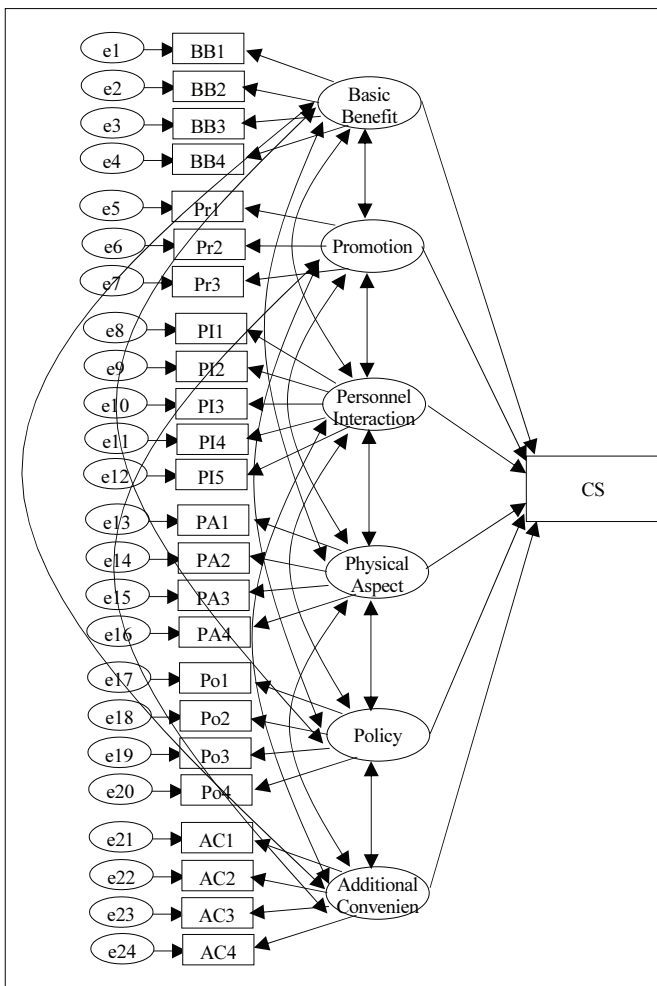 e1 BB1
e2 BB2
e3 BB3
e4 BB4
Basic
Benefit
e5 Pr1
e6 Pr2
e7 Pr3
Promotion
e8 PI1
e9 PI2
e10 PI3
e11 PI4
e12 PI5
Personnel
Interaction
CS
e13 PA1
e14 PA2
e15 PA3
e16 PA4
Physical
Aspect
e17 Po1
e18 Po2
e19 Po3
e20 Po4
Policy
e21 AC1
e22 AC2
e23 AC3
e24 AC4
Additional
Convenien